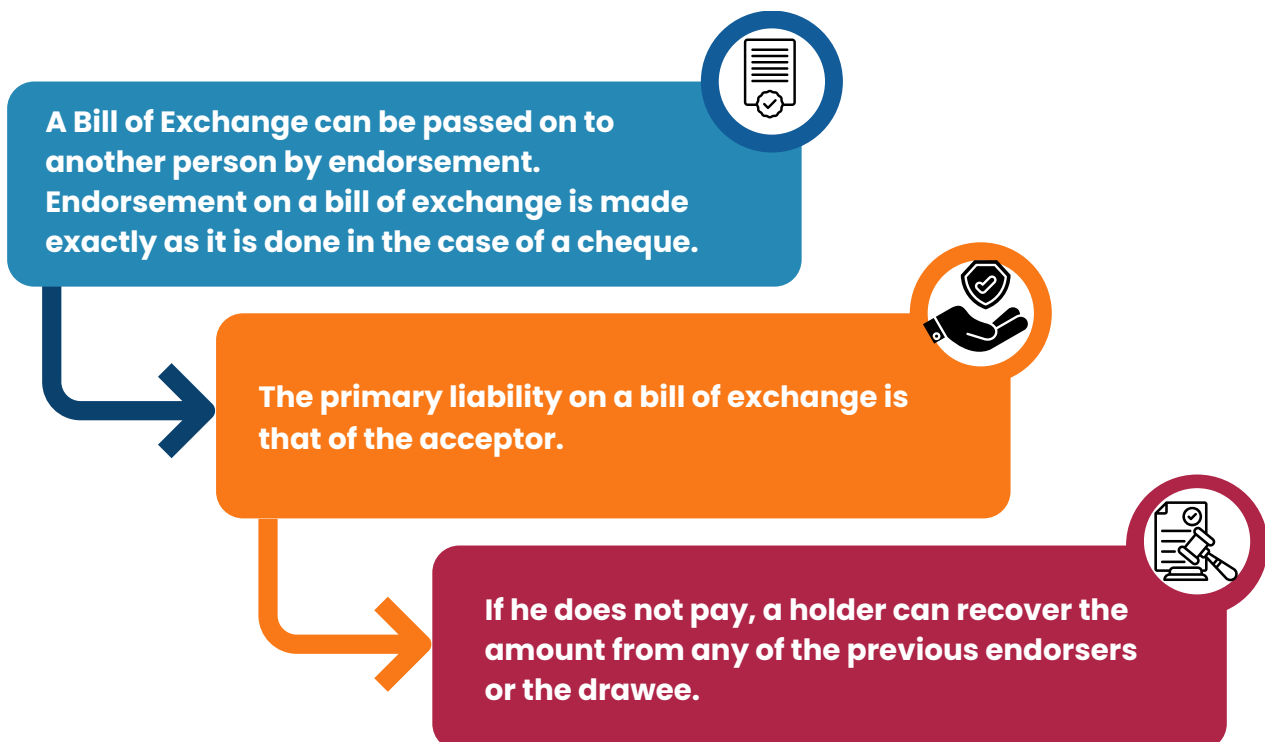 A Bill of Exchange can be passed on to
another person by endorsement.
Endorsement on a bill of exchange is made
exactly as it is done in the case of a cheque.
The primary liability on a bill of exchange is
that of the acceptor.
If he does not pay, a holder can recover the
amount from any of the previous endorsers
or the drawee.